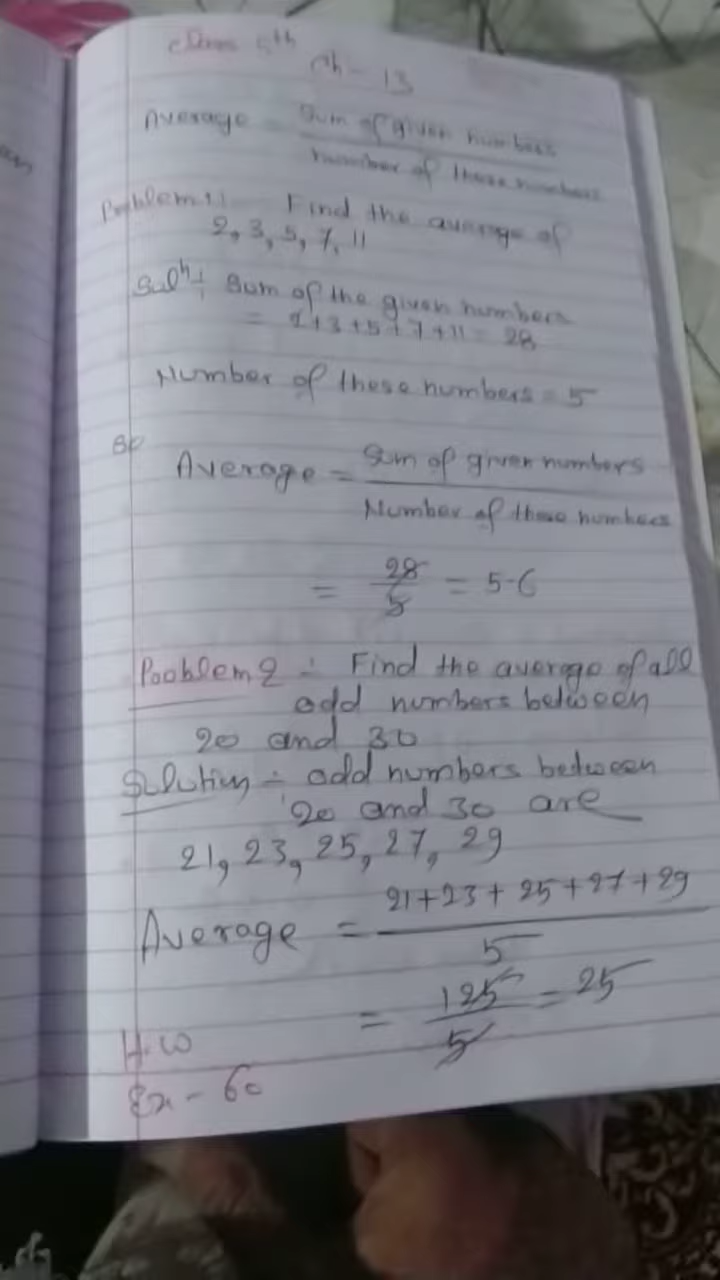 Class 5th
Ch - 13
Average = Sum of given numbers
number of these numbers
Problem 1: Find the average of
2, 3, 5, 7, 11
Solⁿ: Sum of the given numbers
= 2+3+5+7+11 = 28
Number of these numbers = 5
So
Average = Sum of given numbers
Number of these numbers
= 28/5 = 5.6
Problem 2 : Find the average of all
odd numbers between
20 and 30
Solution - odd numbers between
20 and 30 are
21, 23, 25, 27, 29
Average = 21+23+25+27+29
5
= 125/5 = 25
H.W
Ex - 60